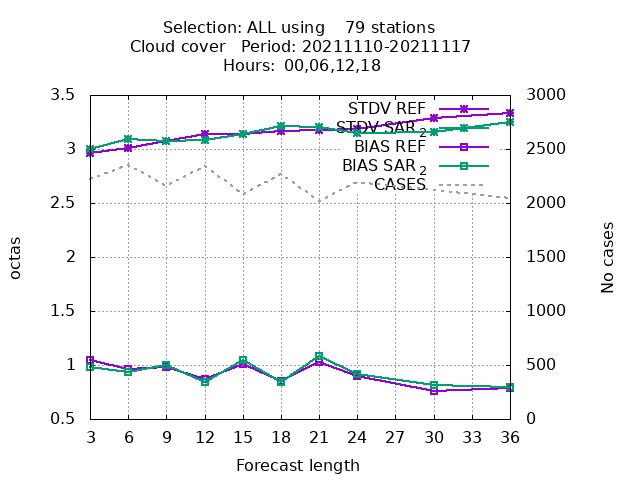 Selection: ALL using 79 stations
Cloud cover Period: 20211110-20211117
Hours: 00,06,12,18
3.5 3000
STDV REF
STDV SAR 2
3 2500
BIAS REF
BIAS SAR 2
CASES
2.5 2000
octas
2 1500
No cases
1.5 1000
1 500
0.5 0
3 6 9 12 15 18 21 24 27 30 33 36
Forecast length